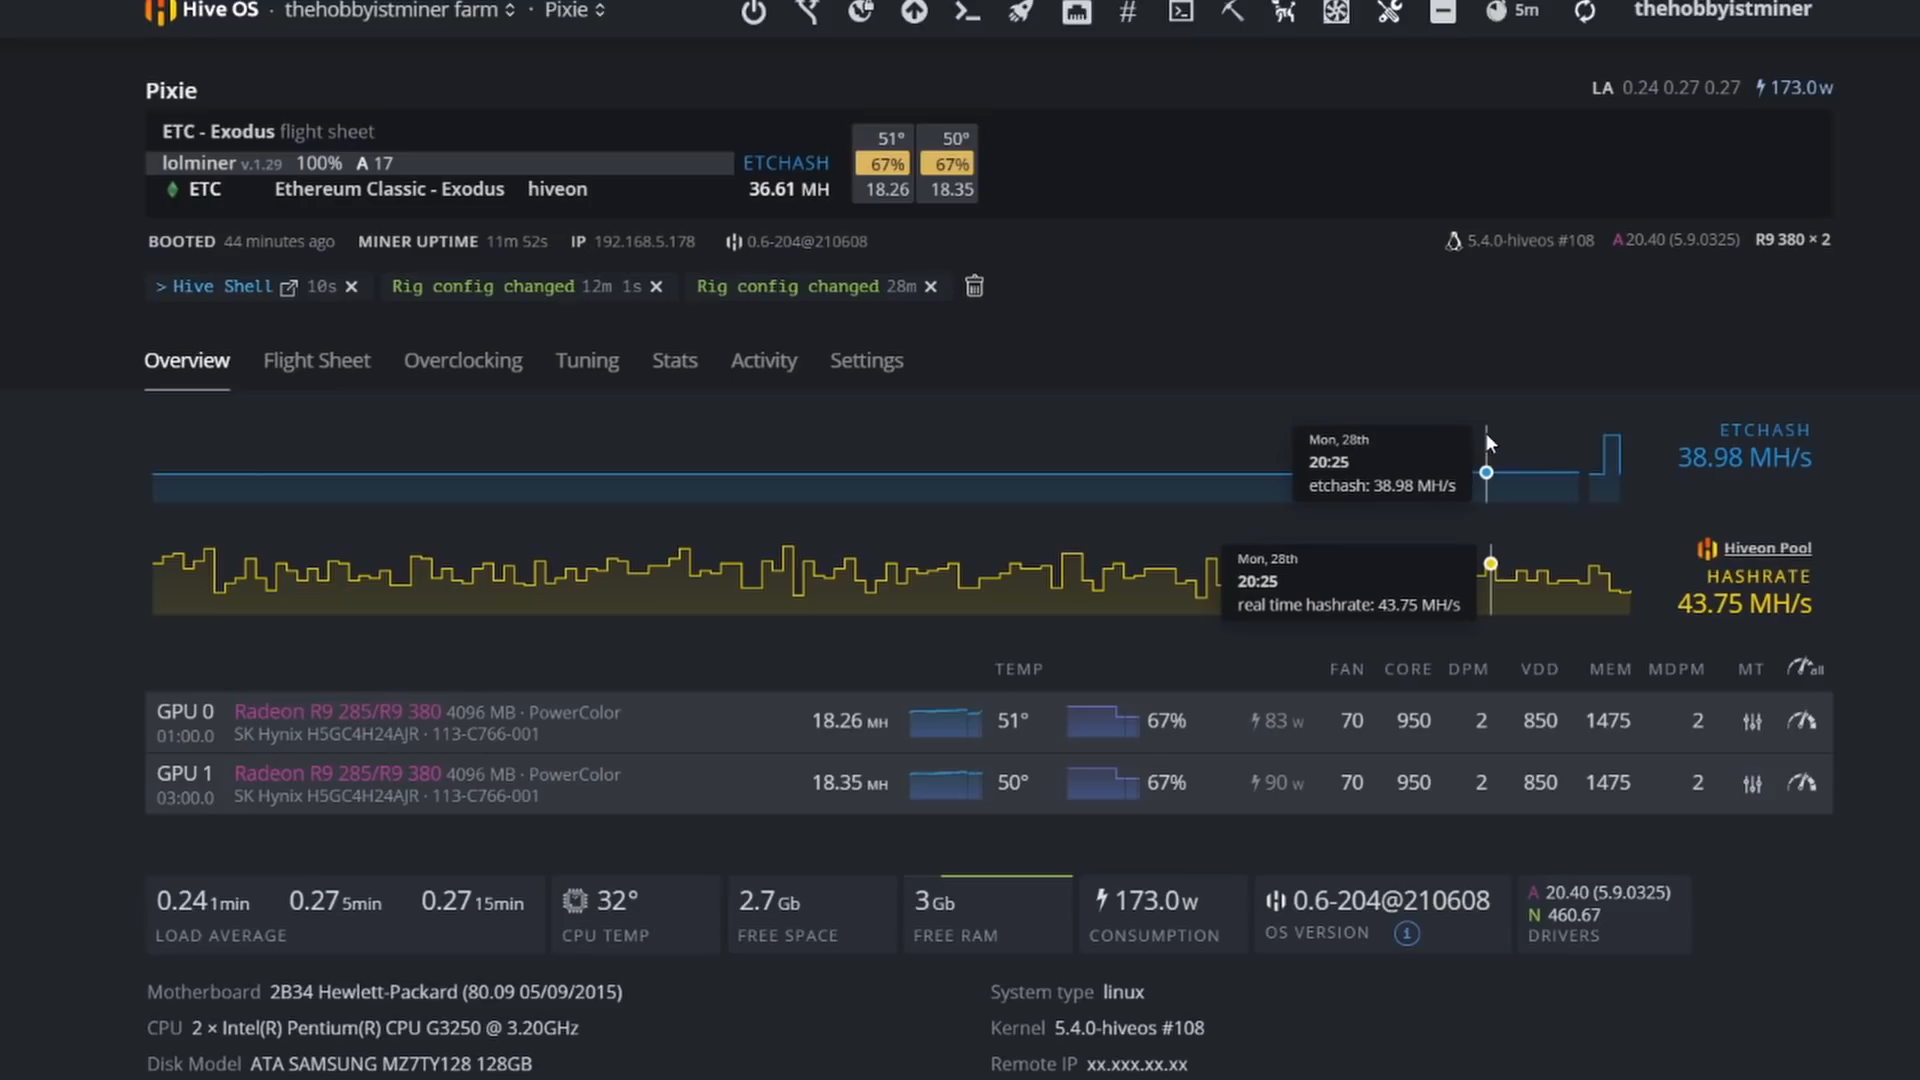 Hive OS · thehobbyistminer farm · Pixie 5m thehobbyistminer
Pixie LA 0.24 0.27 0.27 173.0 w
ETC - Exodus flight sheet 51° 50°
lolminer v.1.29 100% A 17 ETCHASH 67% 67%
ETC Ethereum Classic - Exodus hiveon 36.61 MH 18.26 18.35
BOOTED 44 minutes ago MINER UPTIME 11m 52s IP 192.168.5.178 0.6-204@210608 5.4.0-hiveos #108 A 20.40 (5.9.0325) R9 380 × 2
> Hive Shell 10s × Rig config changed 12m 1s × Rig config changed 28m ×
Overview Flight Sheet Overclocking Tuning Stats Activity Settings
Mon, 28th
20:25
etchash: 38.98 MH/s
ETCHASH
38.98 MH/s
Mon, 28th
20:25
real time hashrate: 43.75 MH/s
Hiveon Pool
HASHRATE
43.75 MH/s
TEMP FAN CORE DPM VDD MEM MDPM MT all
GPU 0 Radeon R9 285/R9 380 4096 MB · PowerColor 18.26 MH 51° 67% 83 w 70 950 2 850 1475 2
01:00.0 SK Hynix H5GC4H24AJR · 113-C766-001
GPU 1 Radeon R9 285/R9 380 4096 MB · PowerColor 18.35 MH 50° 67% 90 w 70 950 2 850 1475 2
03:00.0 SK Hynix H5GC4H24AJR · 113-C766-001
0.24 1min 0.27 5min 0.27 15min
LOAD AVERAGE
32°
CPU TEMP
2.7 Gb
FREE SPACE
3 Gb
FREE RAM
173.0 w
CONSUMPTION
0.6-204@210608
OS VERSION i
A 20.40 (5.9.0325)
N 460.67
DRIVERS
Motherboard 2B34 Hewlett-Packard (80.09 05/09/2015)
CPU 2 × Intel(R) Pentium(R) CPU G3250 @ 3.20GHz
Disk Model ATA SAMSUNG MZ7TY128 128GB
System type linux
Kernel 5.4.0-hiveos #108
Remote IP xx.xxx.xx.xx